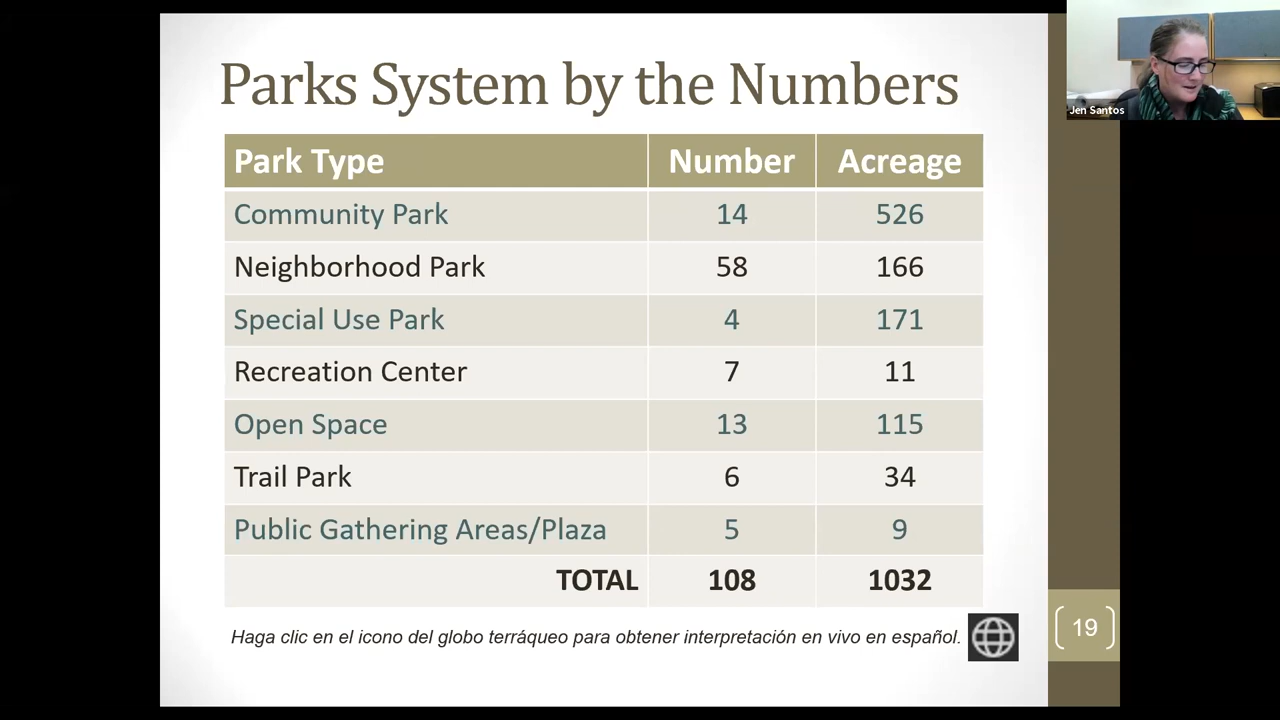 Parks System by the Numbers
Park Type Number Acreage
Community Park 14 526
Neighborhood Park 58 166
Special Use Park 4 171
Recreation Center 7 11
Open Space 13 115
Trail Park 6 34
Public Gathering Areas/Plaza 5 9
TOTAL 108 1032
Haga clic en el icono del globo terráqueo para obtener interpretación en vivo en español.
19
Jen Santos